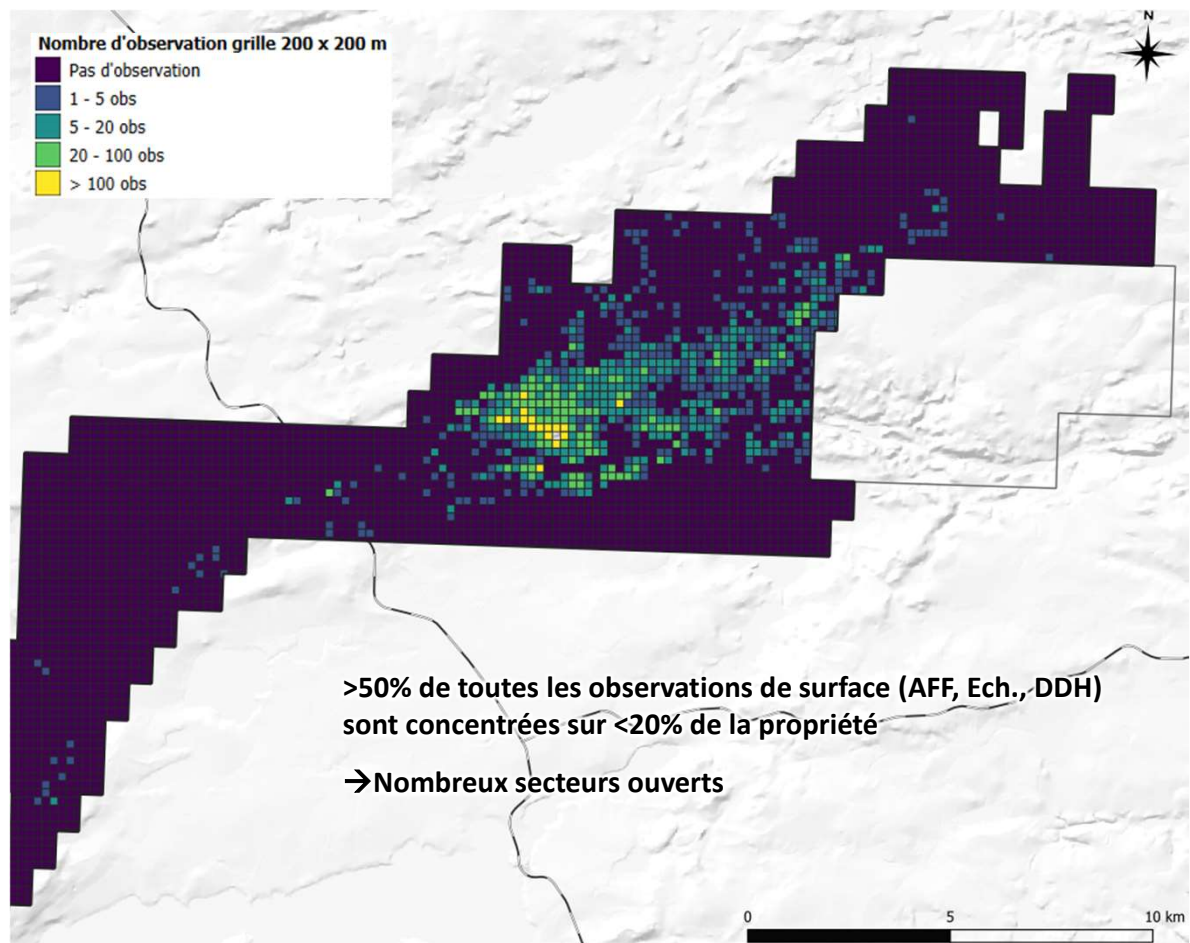 N
Nombre d'observation grille 200 x 200 m
Pas d'observation
1 - 5 obs
5 - 20 obs
20 - 100 obs
> 100 obs
>50% de toutes les observations de surface (AFF, Ech., DDH)
sont concentrées sur <20% de la propriété
→Nombreux secteurs ouverts
0 5 10 km